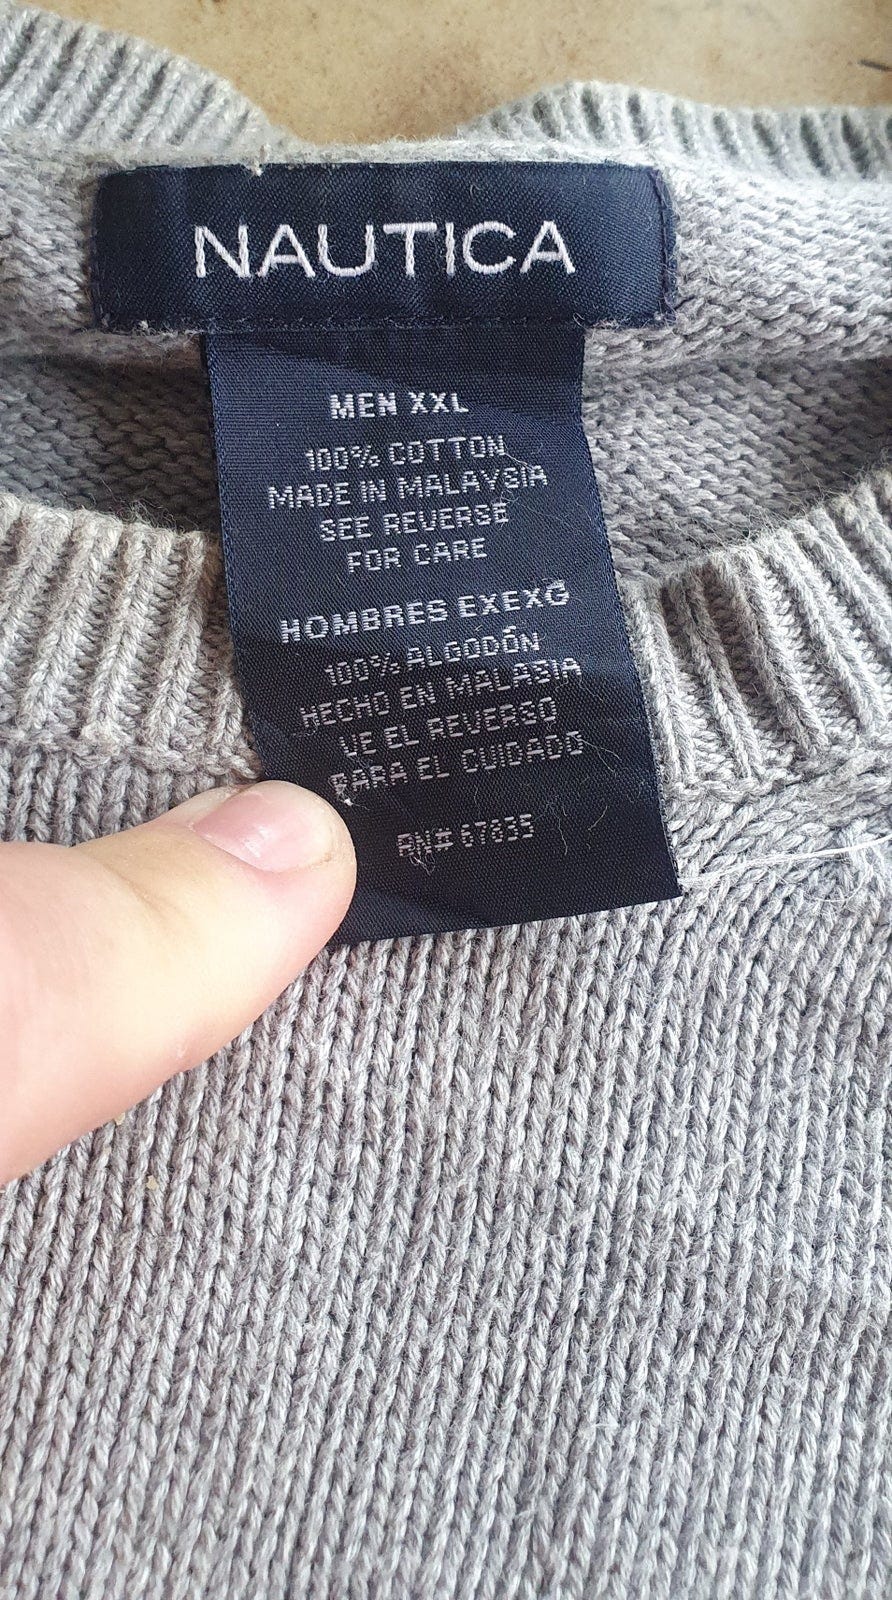 NAUTICA
MEN XXL
100% COTTON
MADE IN MALAYSIA
SEE REVERSE
FOR CARE
HOMBRES EXEXG
100% ALGODÓN
HECHO EN MALASIA
VE EL REVERSO
PARA EL CUIDADO
RN# 67835